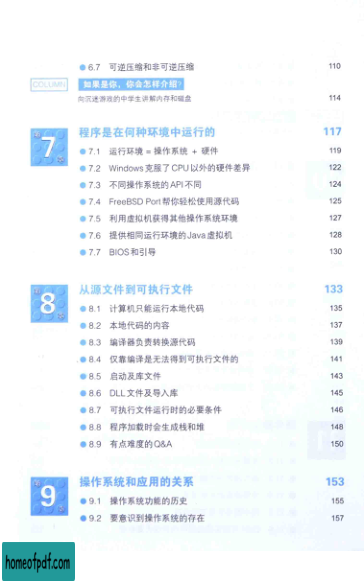 6.7 可逆压缩和非可逆压缩 110
COLUMN 如果是你，你会怎样介绍？
向沉迷游戏的中学生讲解内存和磁盘 114
7 程序是在何种环境中运行的 117
7.1 运行环境 = 操作系统 + 硬件 119
7.2 Windows克服了CPU以外的硬件差异 122
7.3 不同操作系统的API不同 124
7.4 FreeBSD Port帮你轻松使用源代码 125
7.5 利用虚拟机获得其他操作系统环境 127
7.6 提供相同运行环境的Java虚拟机 128
7.7 BIOS和引导 130
8 从源文件到可执行文件 133
8.1 计算机只能运行本地代码 135
8.2 本地代码的内容 137
8.3 编译器负责转换源代码 139
8.4 仅靠编译是无法得到可执行文件的 141
8.5 启动及库文件 143
8.6 DLL文件及导入库 145
8.7 可执行文件运行时的必要条件 146
8.8 程序加载时会生成栈和堆 148
8.9 有点难度的Q&A 150
9 操作系统和应用的关系 153
9.1 操作系统功能的历史 155
9.2 要意识到操作系统的存在 157
homeofpdf.com